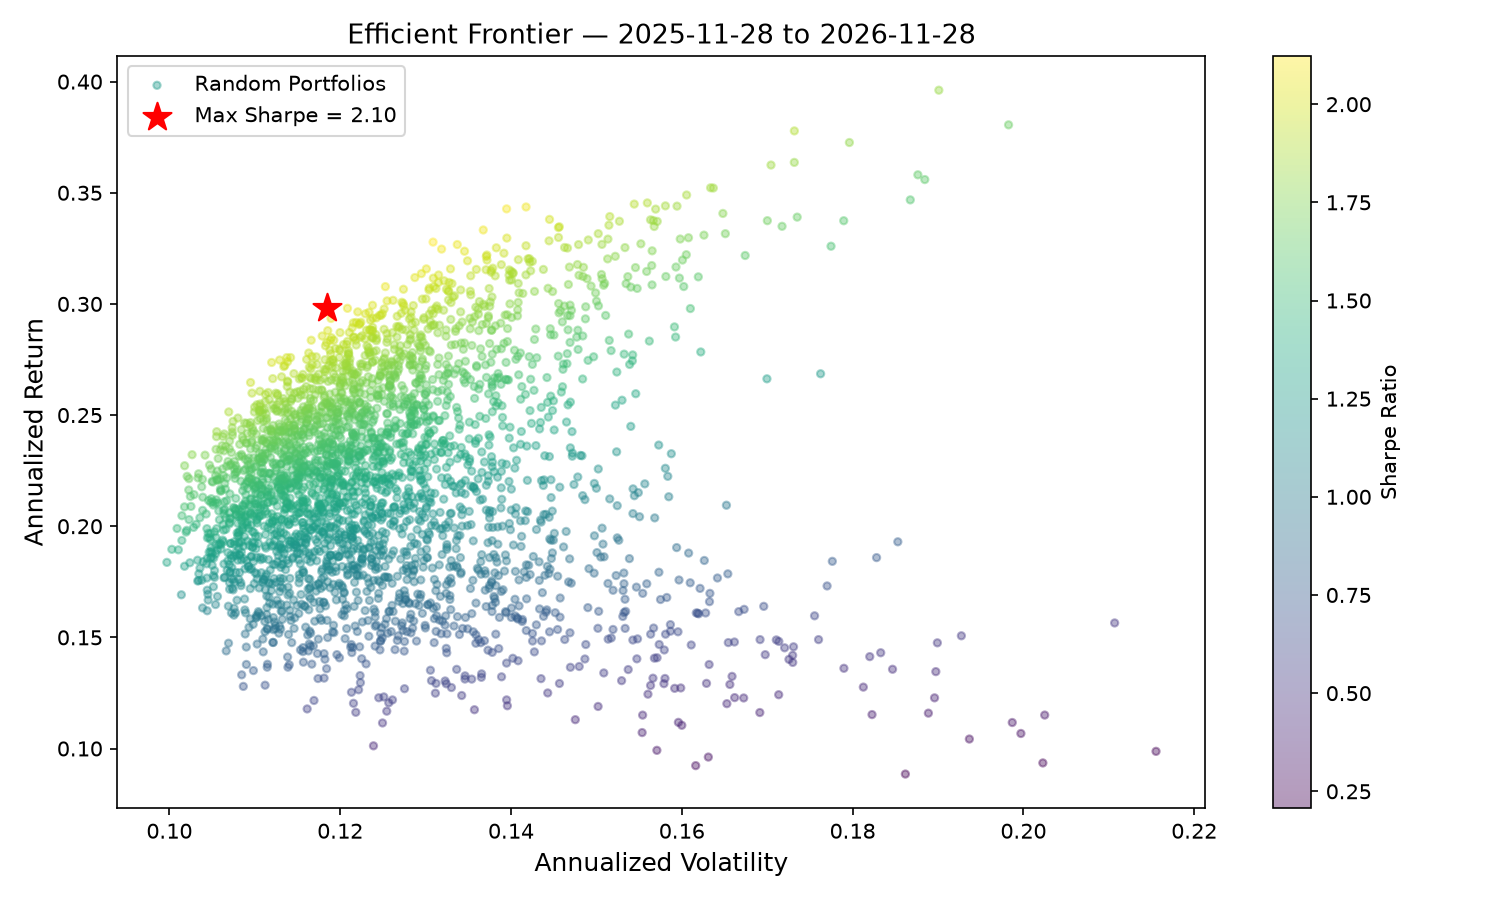 Efficient Frontier — 2025-11-28 to 2026-11-28
Random Portfolios
Max Sharpe = 2.10
Annualized Return
0.40
0.35
0.30
0.25
0.20
0.15
0.10
0.10 0.12 0.14 0.16 0.18 0.20 0.22
Annualized Volatility
2.00
1.75
1.50
1.25
1.00
0.75
0.50
0.25
Sharpe Ratio